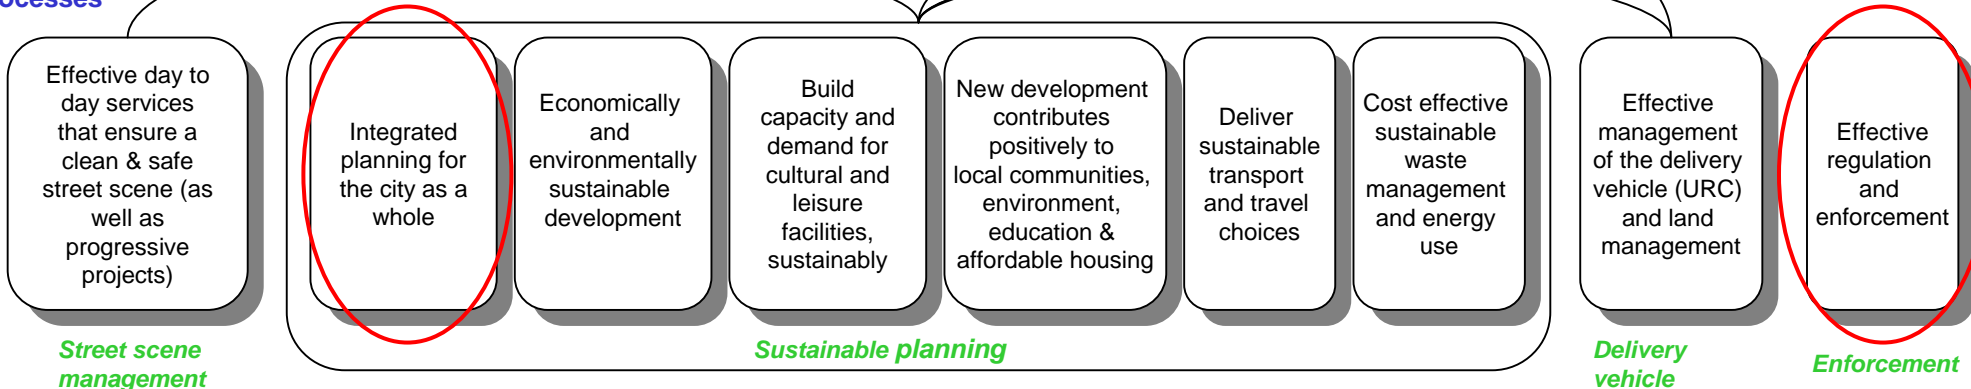 Effective day to
day services
that ensure a
clean & safe
street scene (as
well as
progressive
projects)
Integrated
planning for
the city as a
whole
Economically
and
environmentally
sustainable
development
Build
capacity and
demand for
cultural and
leisure
facilities,
sustainably
New development
contributes
positively to
local communities,
environment,
education &
affordable housing
Deliver
sustainable
transport
and travel
choices
Cost effective
sustainable
waste
management
and energy
use
Effective
management
of the delivery
vehicle (URC)
and land
management
Effective
regulation
and
enforcement
Street scene
management
Sustainable planning
Delivery
vehicle
Enforcement